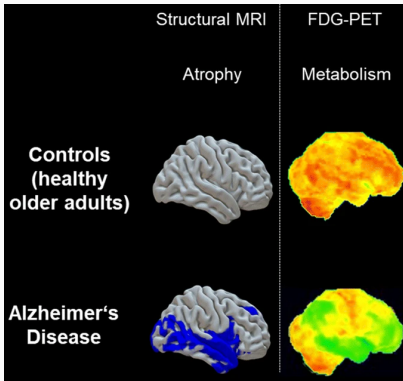 Structural MRI FDG-PET
Atrophy Metabolism
Controls
(healthy
older adults)
Alzheimer‘s
Disease